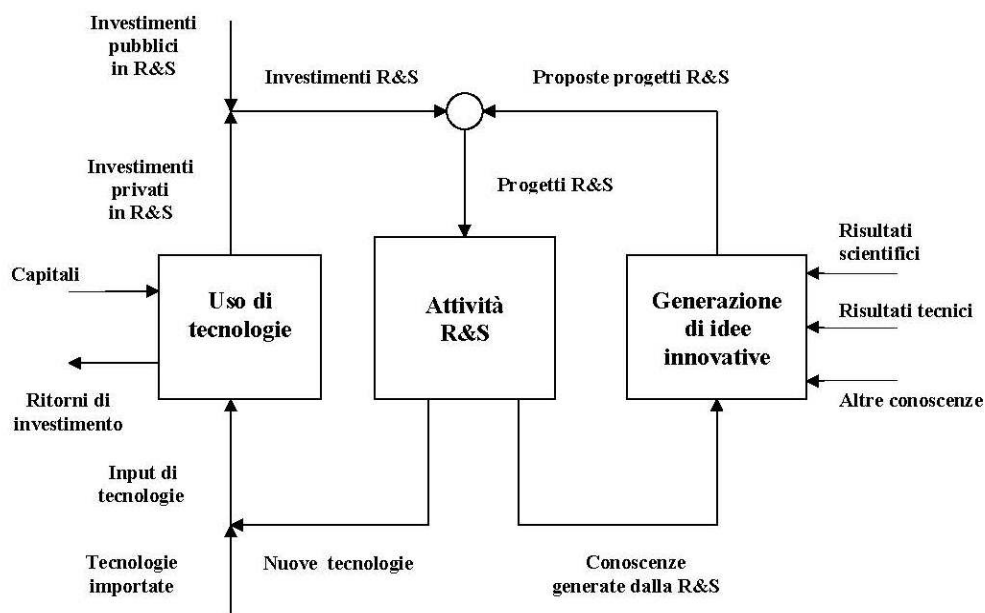 Investimenti
pubblici
in R&S
Investimenti R&S
Proposte progetti R&S
Investimenti
privati
in R&S
Progetti R&S
Capitali
Uso di
tecnologie
Attività
R&S
Generazione
di idee
innovative
Risultati
scientifici
Risultati tecnici
Altre conoscenze
Ritorni di
investimento
Input di
tecnologie
Tecnologie
importate
Nuove tecnologie
Conoscenze
generate dalla R&S